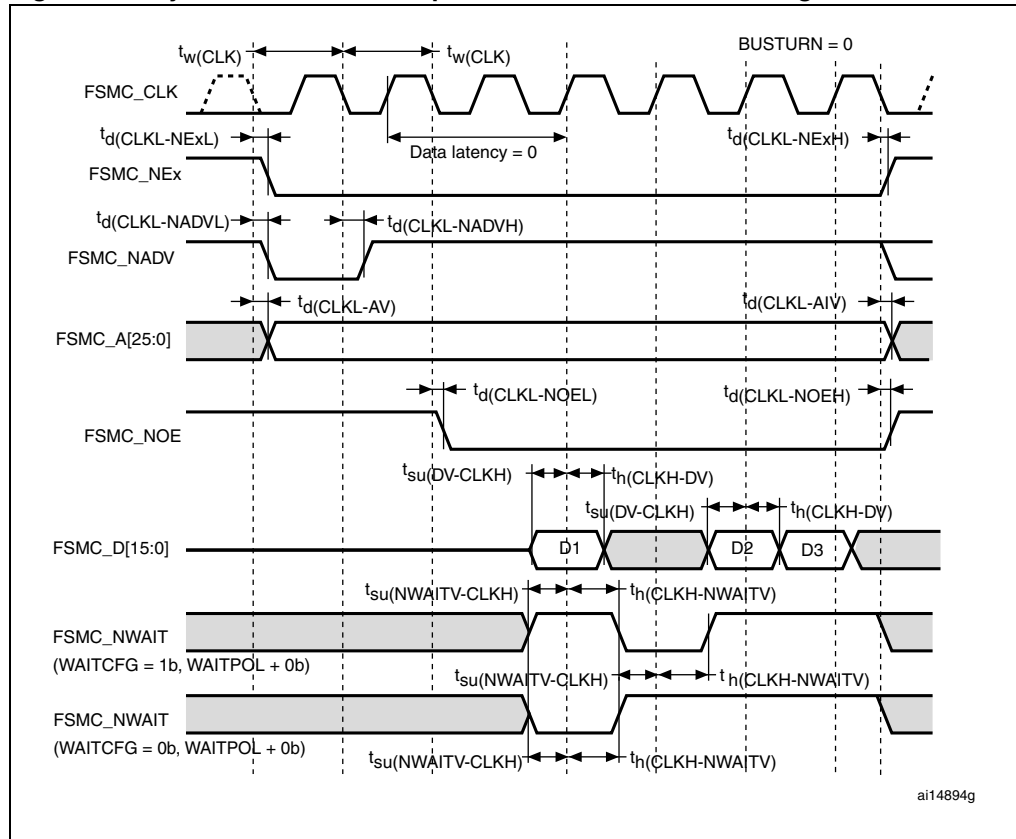 tw(CLK)
tw(CLK)
BUSTURN = 0
FSMC_CLK
td(CLKL-NExL)
Data latency = 0
td(CLKL-NExH)
FSMC_NEx
td(CLKL-NADVL)
td(CLKL-NADVH)
FSMC_NADV
td(CLKL-AV)
td(CLKL-AIV)
FSMC_A[25:0]
td(CLKL-NOEL)
td(CLKL-NOEH)
FSMC_NOE
tsu(DV-CLKH)
th(CLKH-DV)
tsu(DV-CLKH)
th(CLKH-DV)
FSMC_D[15:0]
D1
D2
D3
tsu(NWAITV-CLKH)
th(CLKH-NWAITV)
FSMC_NWAIT
(WAITCFG = 1b, WAITPOL + 0b)
tsu(NWAITV-CLKH)
th(CLKH-NWAITV)
FSMC_NWAIT
(WAITCFG = 0b, WAITPOL + 0b)
tsu(NWAITV-CLKH)
th(CLKH-NWAITV)
ai14894g